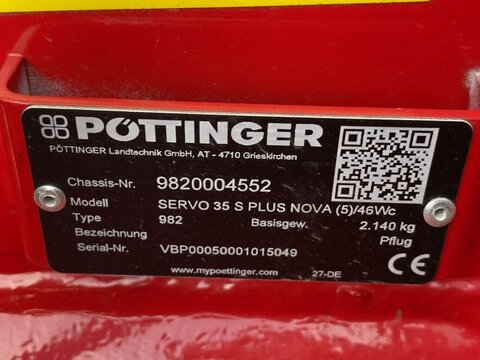 PÖTTINGER
PÖTTINGER Landtechnik GmbH, AT - 4710 Grieskirchen
Chassis-Nr. 9820004552
Modell SERVO 35 S PLUS NOVA (5)/46Wc
Type 982 Basisgew. 2.140 kg
Bezeichnung Pflug
Serial-Nr. VBP00050001015049
www.mypoettinger.com 27-DE CE